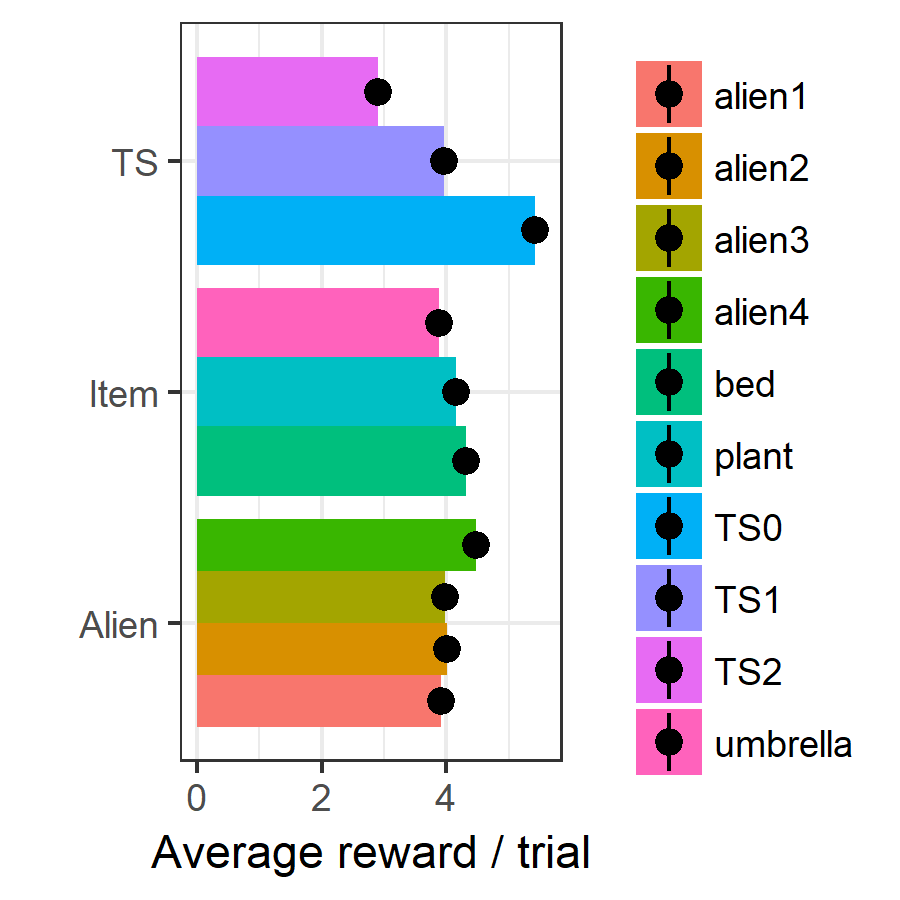 TS
Item
Alien
0 2 4
Average reward / trial
alien1
alien2
alien3
alien4
bed
plant
TS0
TS1
TS2
umbrella